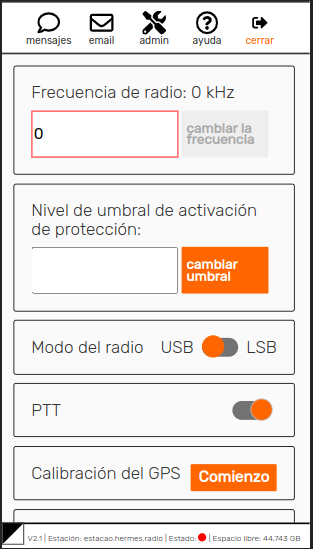 mensajes email admin ayuda cerrar
Frecuencia de radio: 0 kHz
0
cambiar la
frecuencia
Nivel de umbral de activación
de protección:
cambiar
umbral
Modo del radio USB LSB
PTT
Calibración del GPS Comienzo
V2.1 | Estación: estacao.hermes.radio | Estado: | Espacio libre: 44.743 GB